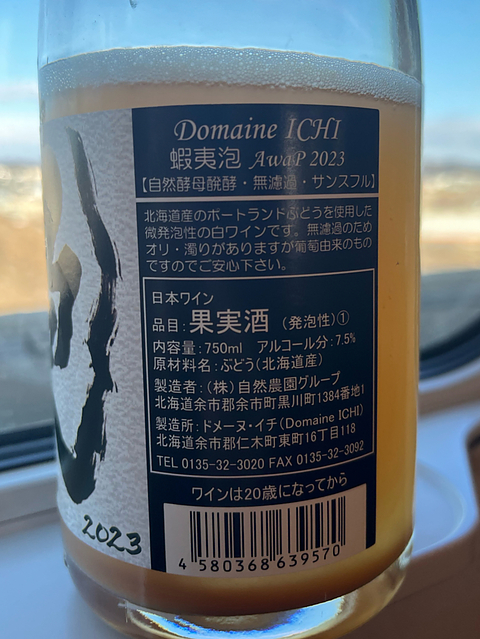 Domaine ICHI
蝦夷泡 AwaP 2023
【自然酵母醗酵・無濾過・サンスフル】
北海道産のポートランドぶどうを使用した
微発泡性の白ワインです。無濾過のため
オリ・濁りがありますが葡萄由来のもの
ですのでご安心下さい。
日本ワイン
品目:果実酒(発泡性)①
内容量:750ml アルコール分:7.5%
原材料名:ぶどう(北海道産)
製造者:(株)自然農園グループ
北海道余市郡余市町黒川町1384番地1
製造所:ドメーヌ・イチ(Domaine ICHI)
北海道余市郡仁木町東町16丁目118
TEL 0135-32-3020 FAX 0135-32-3092
ワインは20歳になってから
4 580368 639570
2023